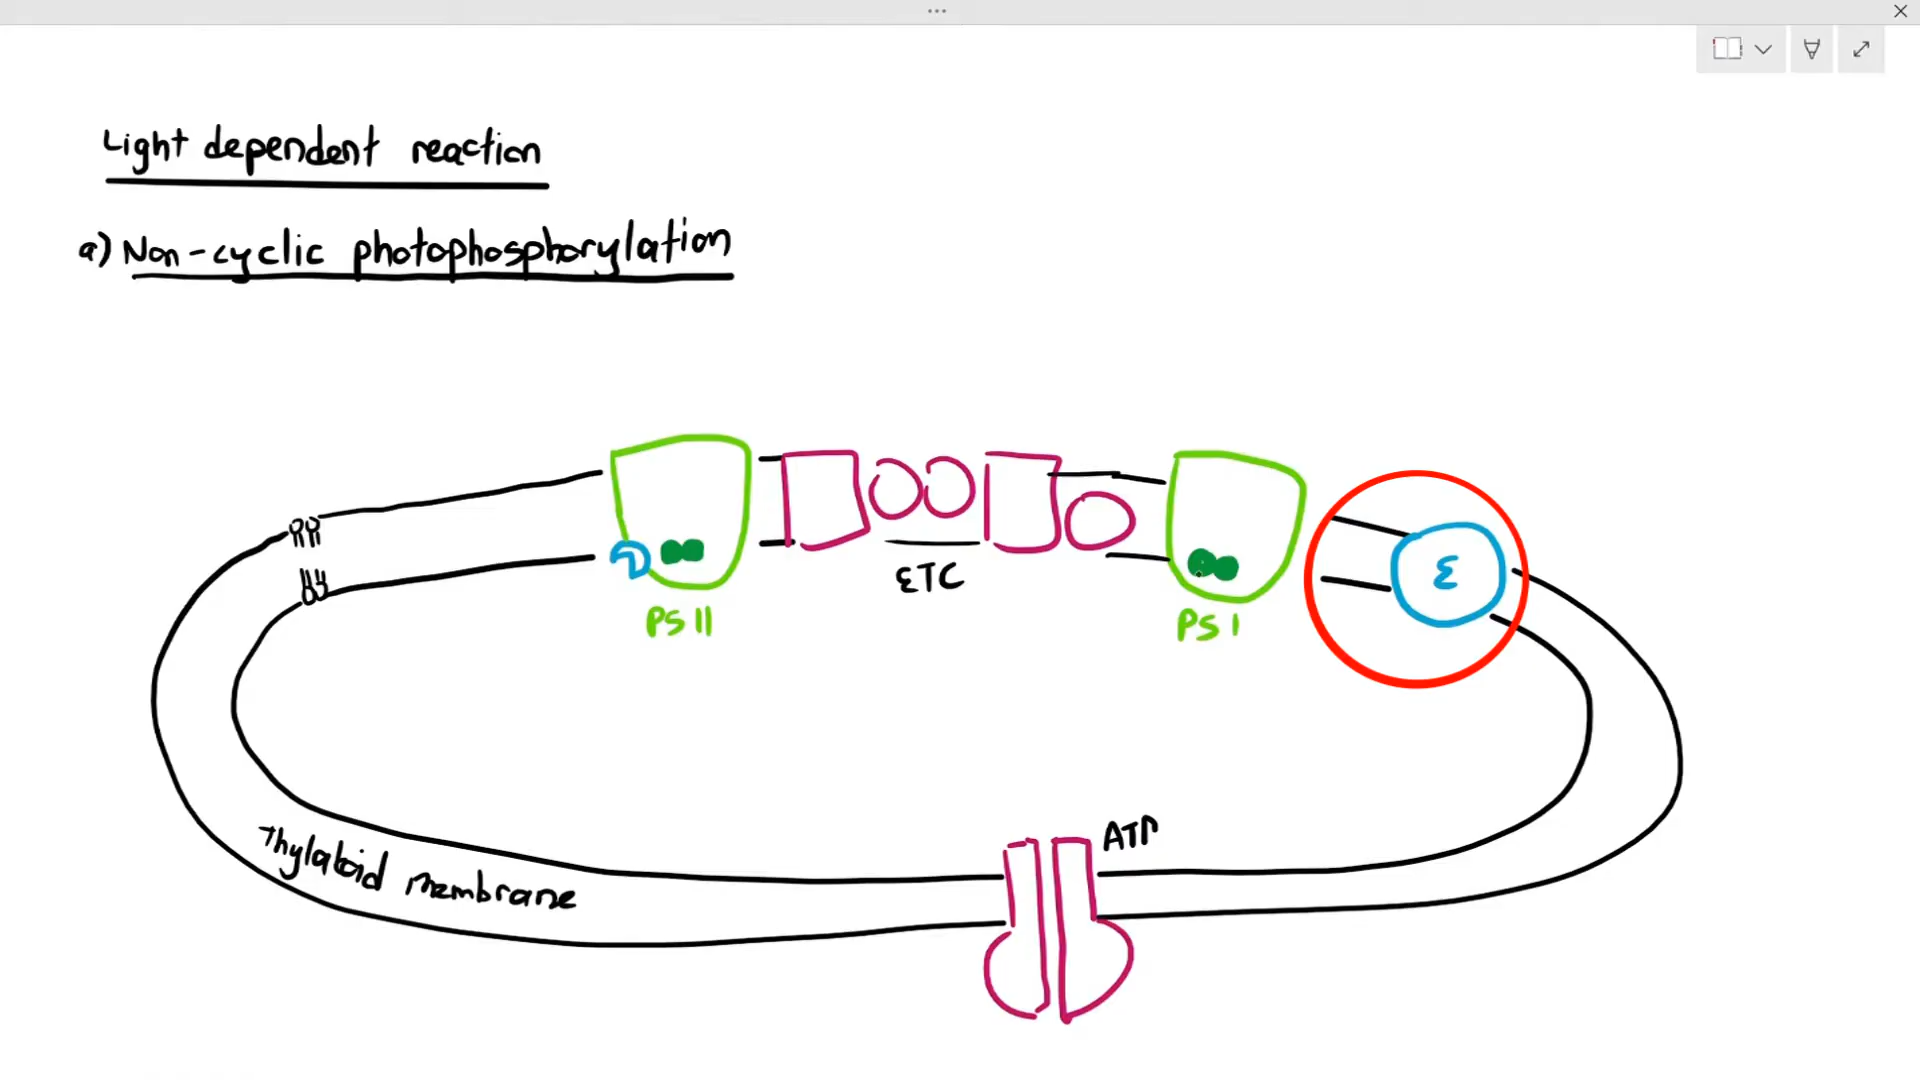 Light dependent reaction
a) Non-cyclic photophosphorylation
ETC
E
PS II
PS I
ATP
Thylakoid membrane